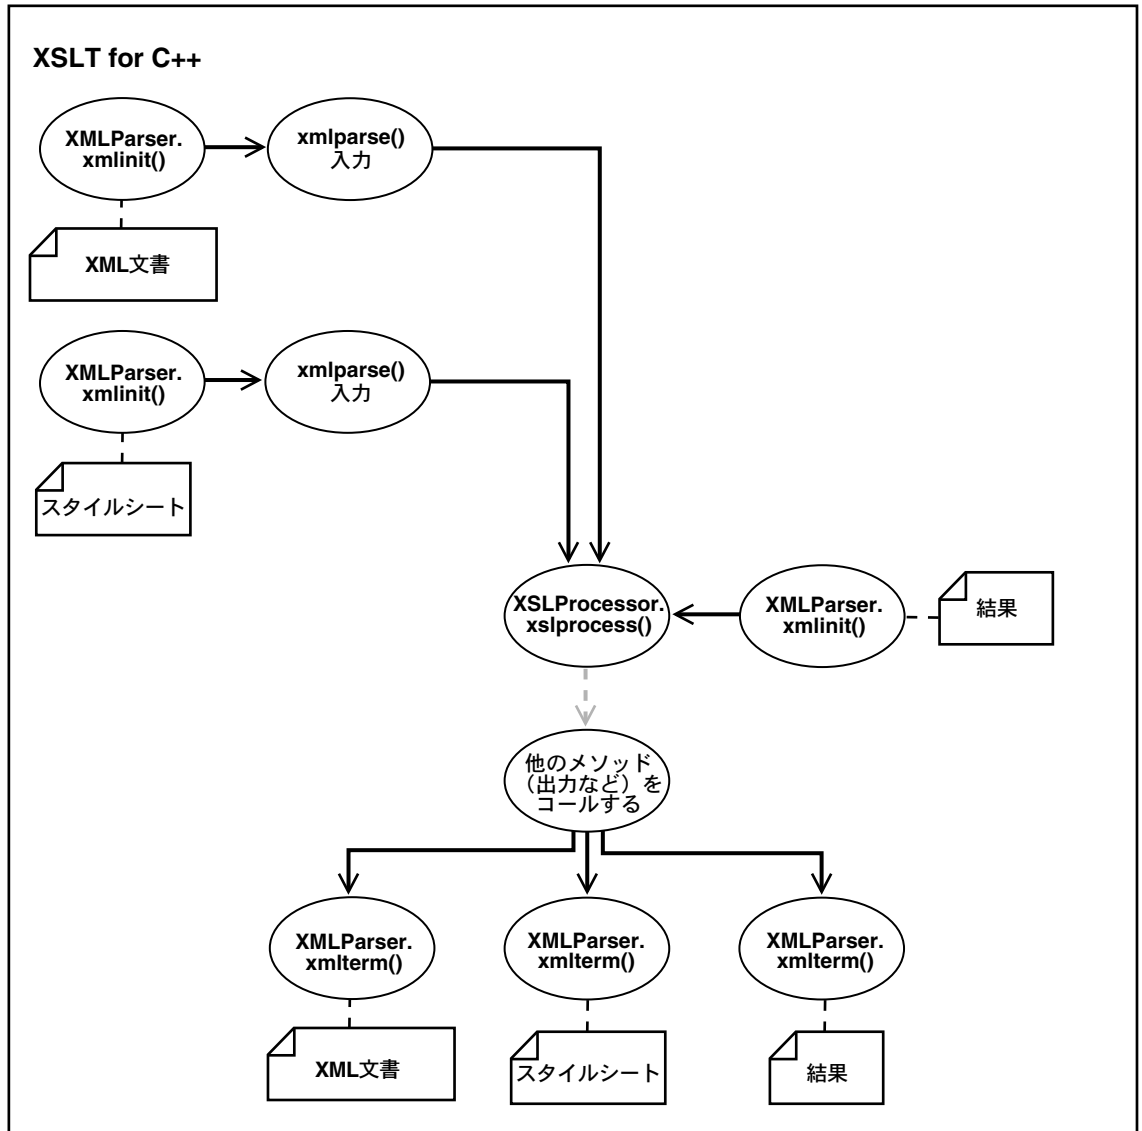 XSLT for C++
XMLParser.
xmlinit()
xmlparse()
入力
XML文書
XMLParser.
xmlinit()
xmlparse()
入力
スタイルシート
XSLProcessor.
xslprocess()
XMLParser.
xmlinit()
結果
他のメソッド
（出力など）を
コールする
XMLParser.
xmlterm()
XMLParser.
xmlterm()
XMLParser.
xmlterm()
XML文書
スタイルシート
結果